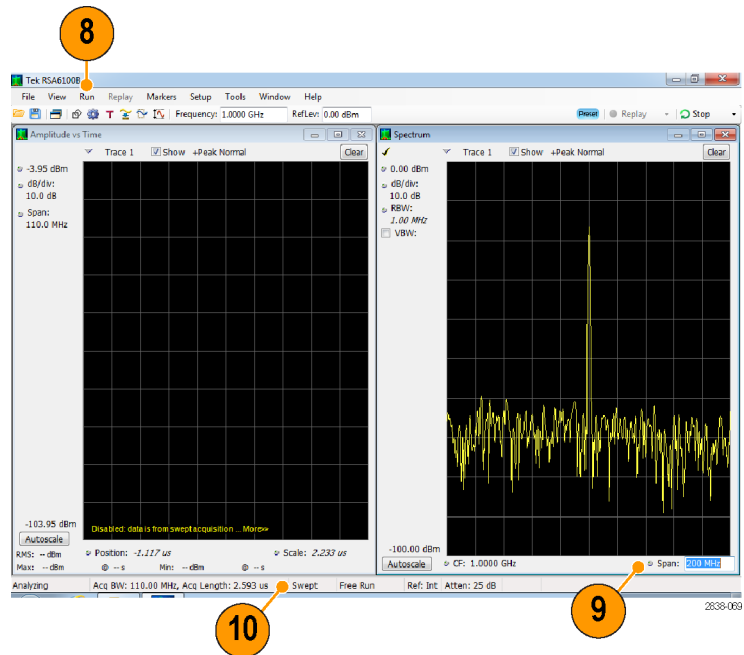 8
Tek RSA6100B
File View Run Replay Markers Setup Tools Window Help
T Frequency: 1.0000 GHz RefLev: 0.00 dBm Preset Replay Stop
Amplitude vs Time
Trace 1 Show +Peak Normal Clear
-3.95 dBm
dB/div:
10.0 dB
Span:
110.0 MHz
-103.95 dBm
Disabled: data is from swept acquisition ... More>>
Autoscale
Position: -1.117 us Scale: 2.233 us
RMS: -- dBm
Max: -- dBm @ -- s Min: -- dBm @ -- s
Spectrum
Trace 1 Show +Peak Normal Clear
0.00 dBm
dB/div:
10.0 dB
RBW:
1.00 MHz
VBW:
-100.00 dBm
Autoscale CF: 1.0000 GHz Span: 200 MHz
Analyzing Acq BW: 110.00 MHz, Acq Length: 2.593 us Swept Free Run Ref: Int Atten: 25 dB
10
9
2838-069